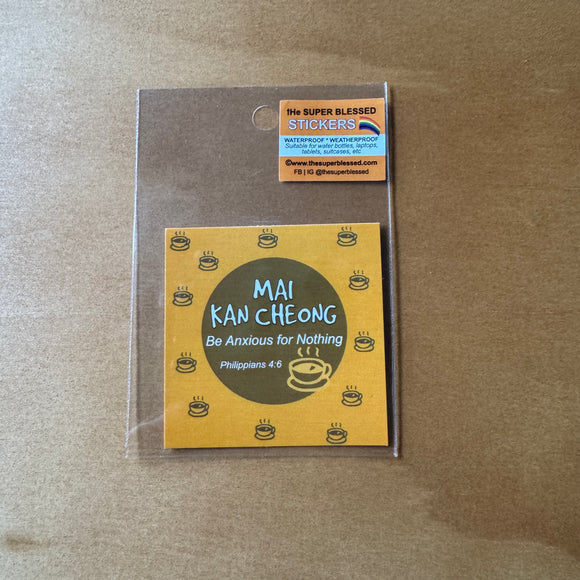 tHe SUPER BLESSED
STICKERS
WATERPROOF * WEATHERPROOF
Suitable for water bottles, laptops,
tablets, suitcases, etc
©www.thesuperblessed.com
FB | IG @thesuperblessed
MAI
KAN CHEONG
Be Anxious for Nothing
Philippians 4:6